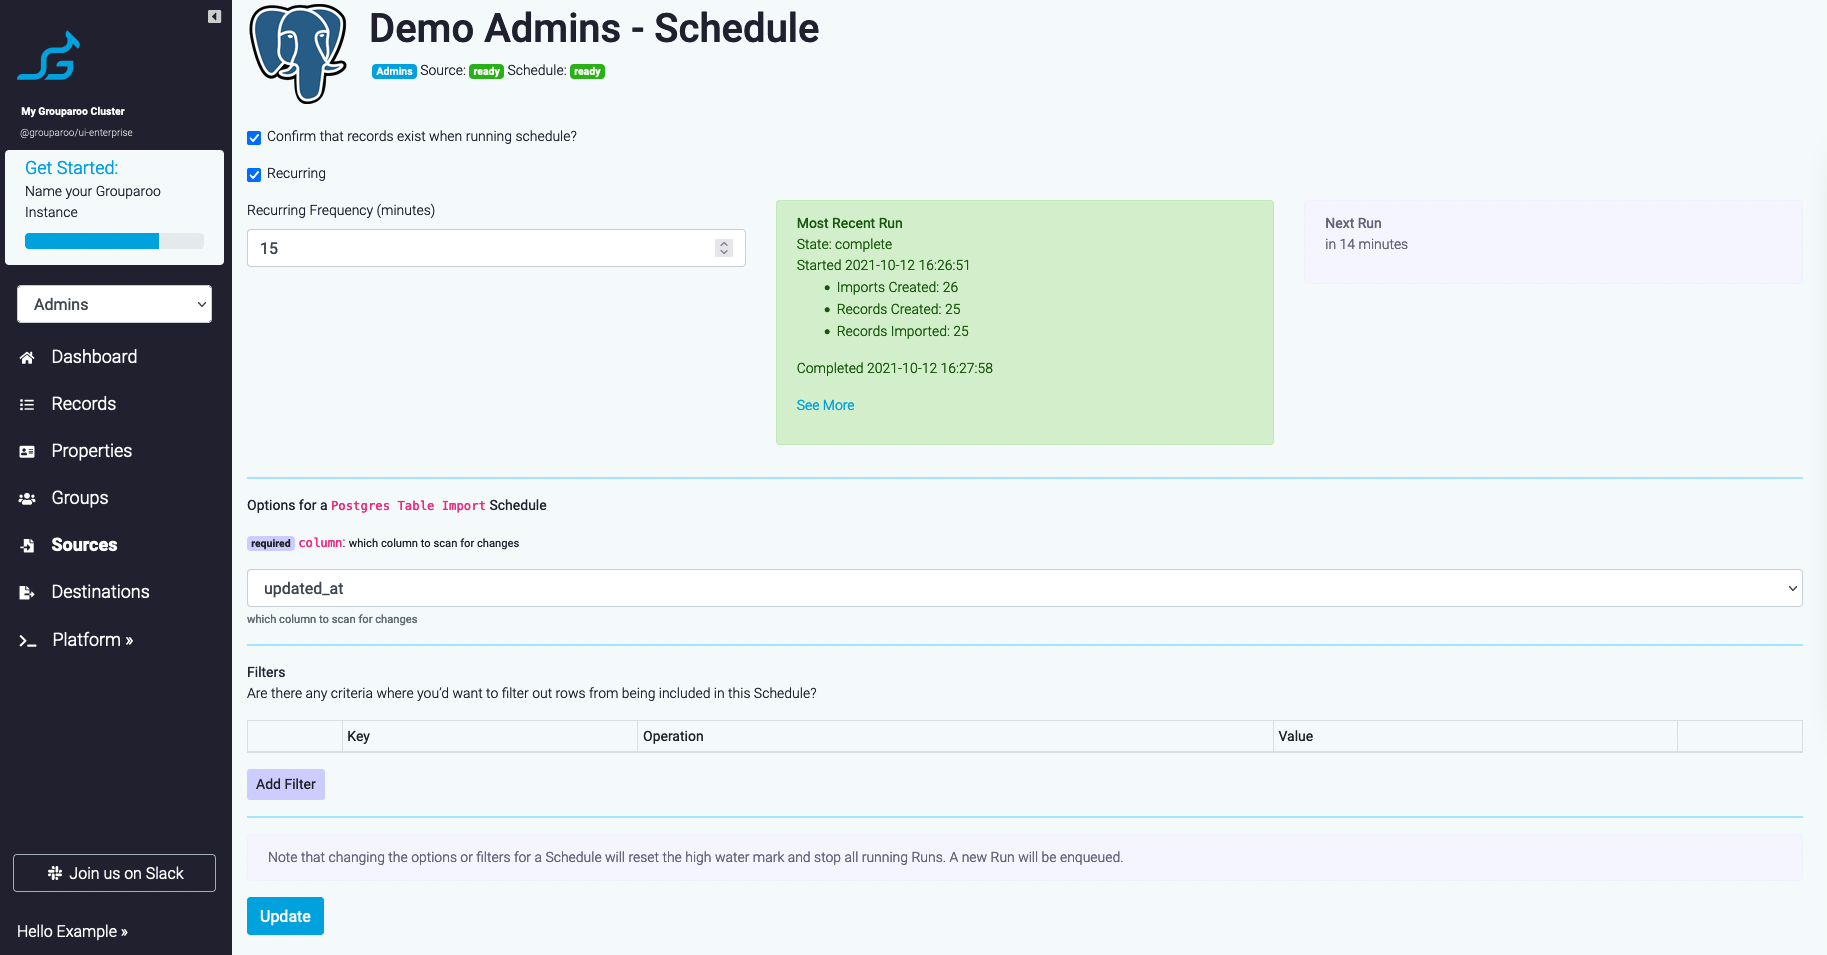 My Grouparoo Cluster
@grouparoo/ui-enterprise
Get Started:
Name your Grouparoo
Instance
Admins
Dashboard
Records
Properties
Groups
Sources
Destinations
Platform »
Join us on Slack
Hello Example »
Demo Admins - Schedule
Admins Source: ready Schedule: ready
Confirm that records exist when running schedule?
Recurring
Recurring Frequency (minutes)
15
Most Recent Run
State: complete
Started 2021-10-12 16:26:51
• Imports Created: 26
• Records Created: 25
• Records Imported: 25
Completed 2021-10-12 16:27:58
See More
Next Run
in 14 minutes
Options for a Postgres Table Import Schedule
required column: which column to scan for changes
updated_at
which column to scan for changes
Filters
Are there any criteria where you'd want to filter out rows from being included in this Schedule?
Key Operation Value
Add Filter
Note that changing the options or filters for a Schedule will reset the high water mark and stop all running Runs. A new Run will be enqueued.
Update